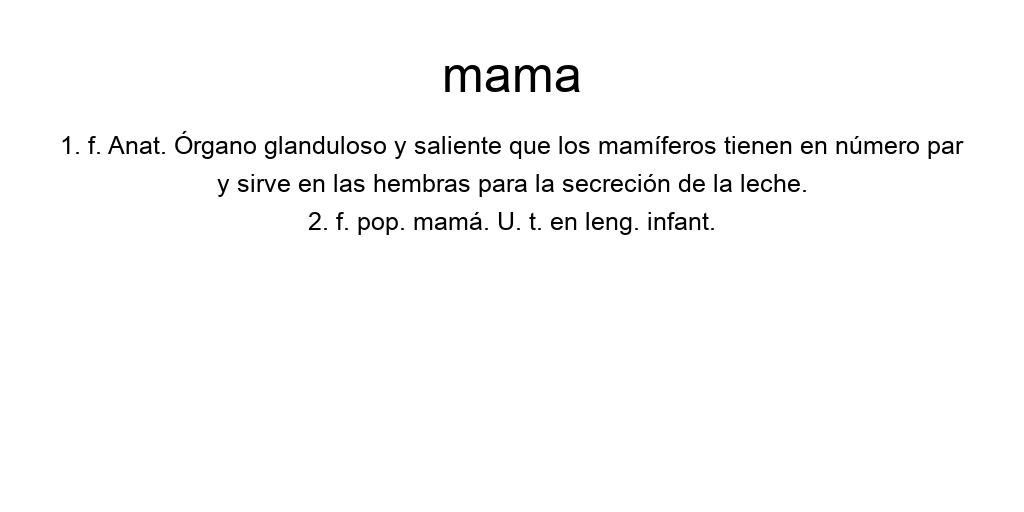 mama
1. f. Anat. Órgano glanduloso y saliente que los mamíferos tienen en número par
y sirve en las hembras para la secreción de la leche.
2. f. pop. mamá. U. t. en leng. infant.